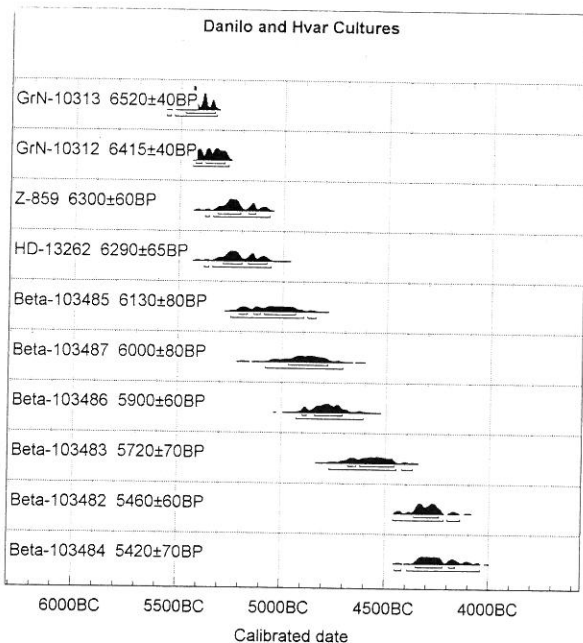 Danilo and Hvar Cultures
GrN-10313 6520±40BP
GrN-10312 6415±40BP
Z-859 6300±60BP
HD-13262 6290±65BP
Beta-103485 6130±80BP
Beta-103487 6000±80BP
Beta-103486 5900±60BP
Beta-103483 5720±70BP
Beta-103482 5460±60BP
Beta-103484 5420±70BP
6000BC 5500BC 5000BC 4500BC 4000BC
Calibrated date